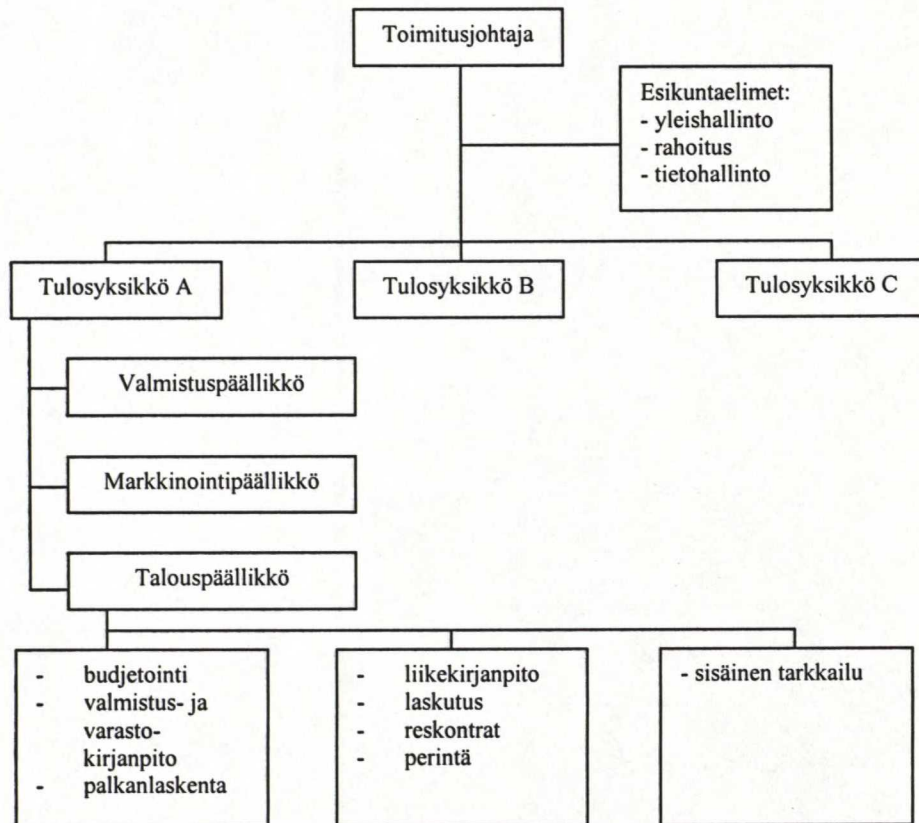 Toimitusjohtaja
Esikuntaelimet:
- yleishallinto
- rahoitus
- tietohallinto
Tulosyksikkö A
Tulosyksikkö B
Tulosyksikkö C
Valmistuspäällikkö
Markkinointipäällikkö
Talouspäällikkö
- budjetointi
- valmistus- ja
varasto-
kirjanpito
- palkanlaskenta
- liikekirjanpito
- laskutus
- reskontrat
- perintä
- sisäinen tarkkailu